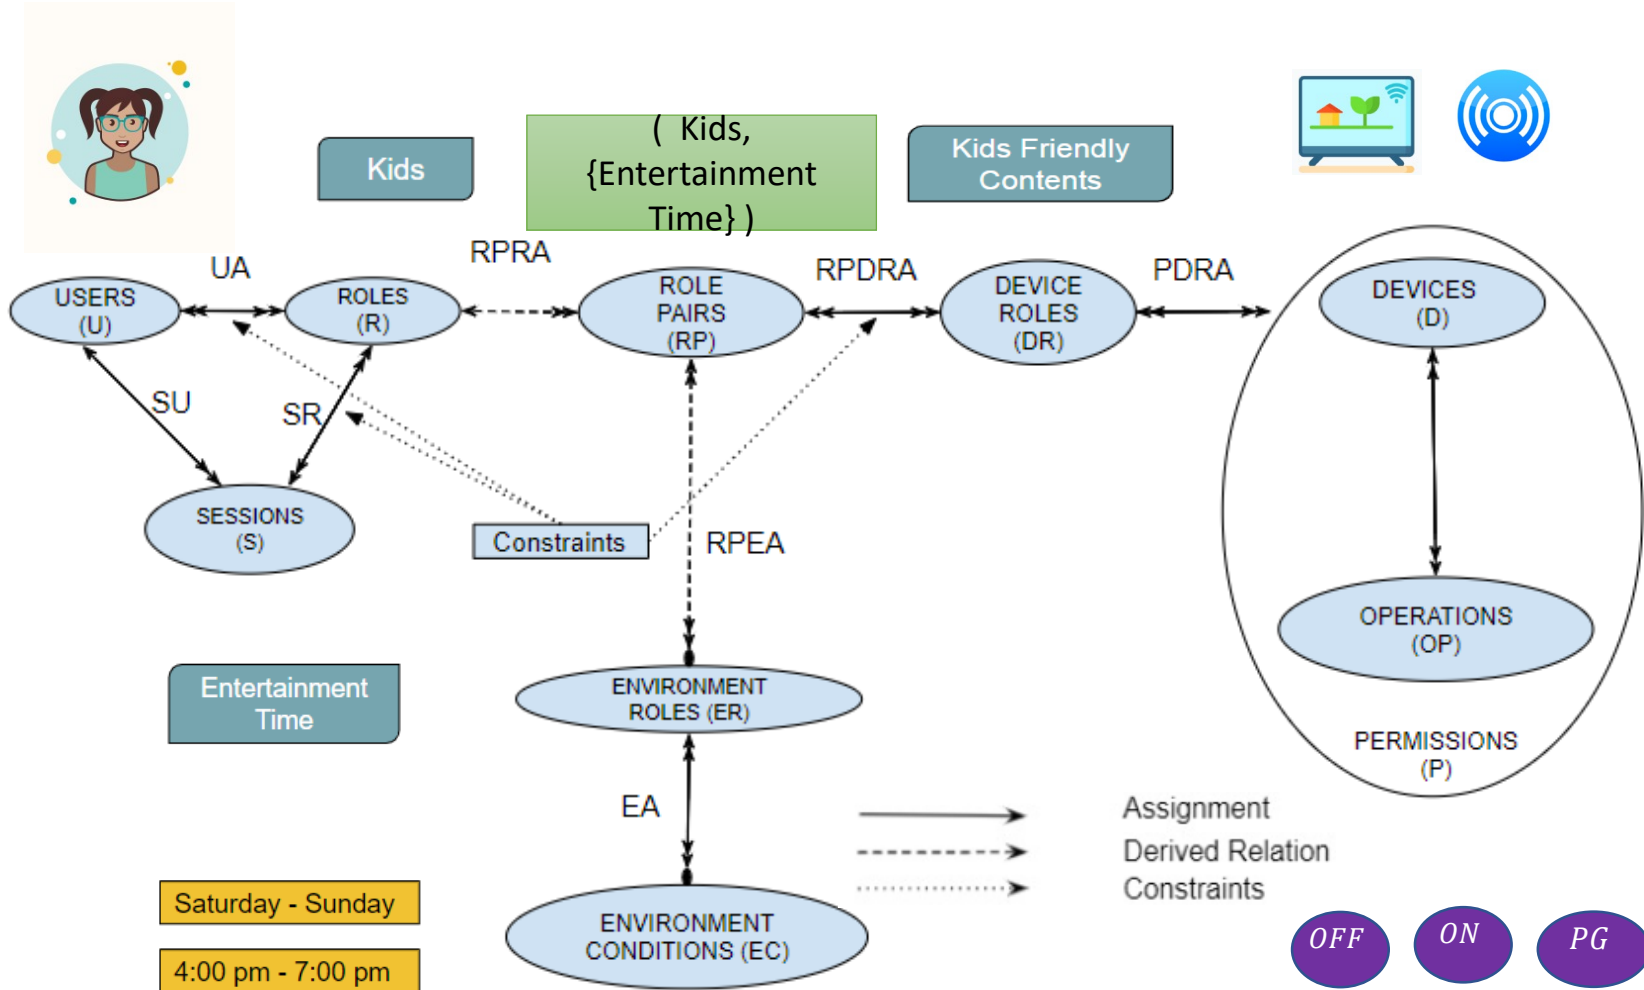 ( Kids,
{Entertainment
Time} )
Kids
Kids Friendly
Contents
UA
RPRA
RPDRA
PDRA
USERS
(U)
ROLES
(R)
ROLE
PAIRS
(RP)
DEVICE
ROLES
(DR)
DEVICES
(D)
SU
SR
SESSIONS
(S)
Constraints
RPEA
OPERATIONS
(OP)
Entertainment
Time
ENVIRONMENT
ROLES (ER)
PERMISSIONS
(P)
EA
Assignment
Derived Relation
Constraints
Saturday - Sunday
4:00 pm - 7:00 pm
ENVIRONMENT
CONDITIONS (EC)
OFF
ON
PG